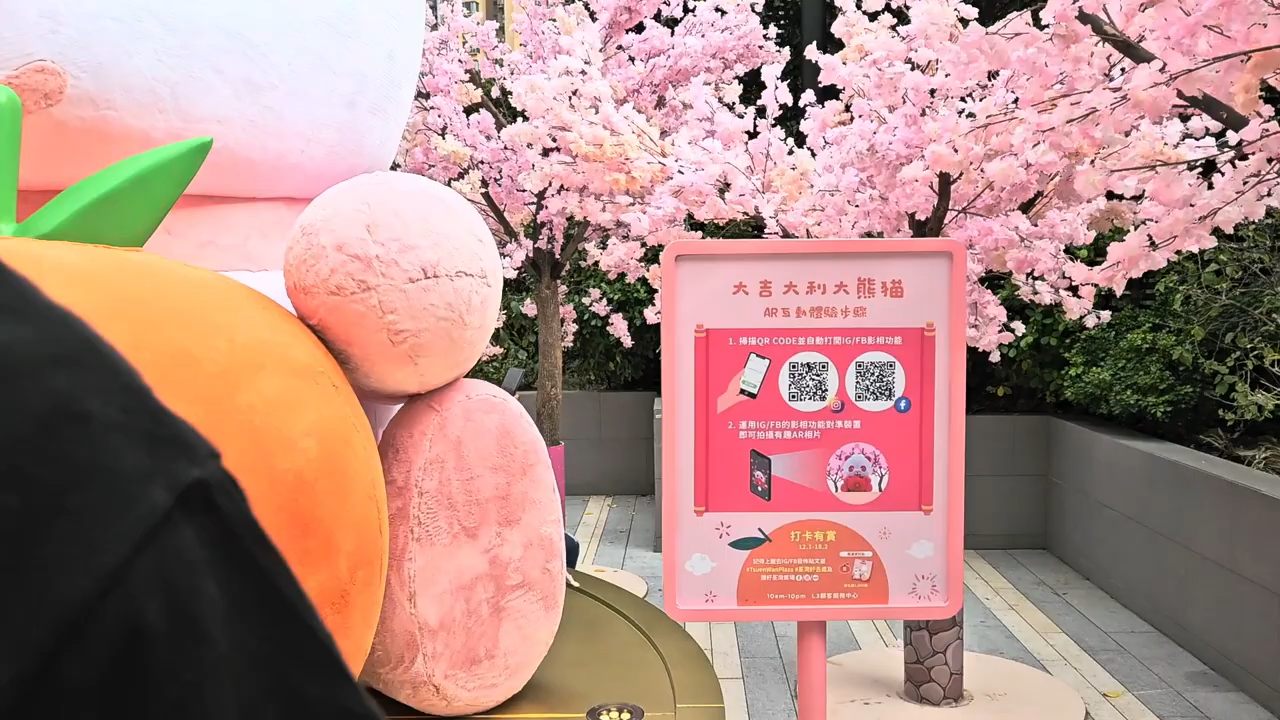 大吉大利大熊猫
AR互動體驗步驟
1. 掃描QR CODE並自動打開IG/FB影相功能
2. 運用IG/FB的影相功能對準裝置
即可拍攝有趣AR相片
打卡有賞
12.1-18.2
#TsuenWanPlaza
10am-10pm L3顧客服務中心